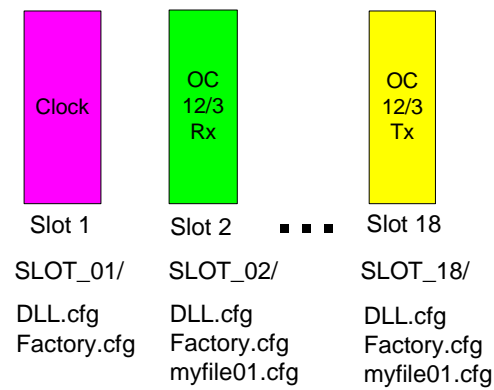 Clock
OC
12/3
Rx
OC
12/3
Tx
Slot 1
Slot 2
Slot 18
SLOT_01/
SLOT_02/
SLOT_18/
DLL.cfg
Factory.cfg
DLL.cfg
Factory.cfg
myfile01.cfg
DLL.cfg
Factory.cfg
myfile01.cfg